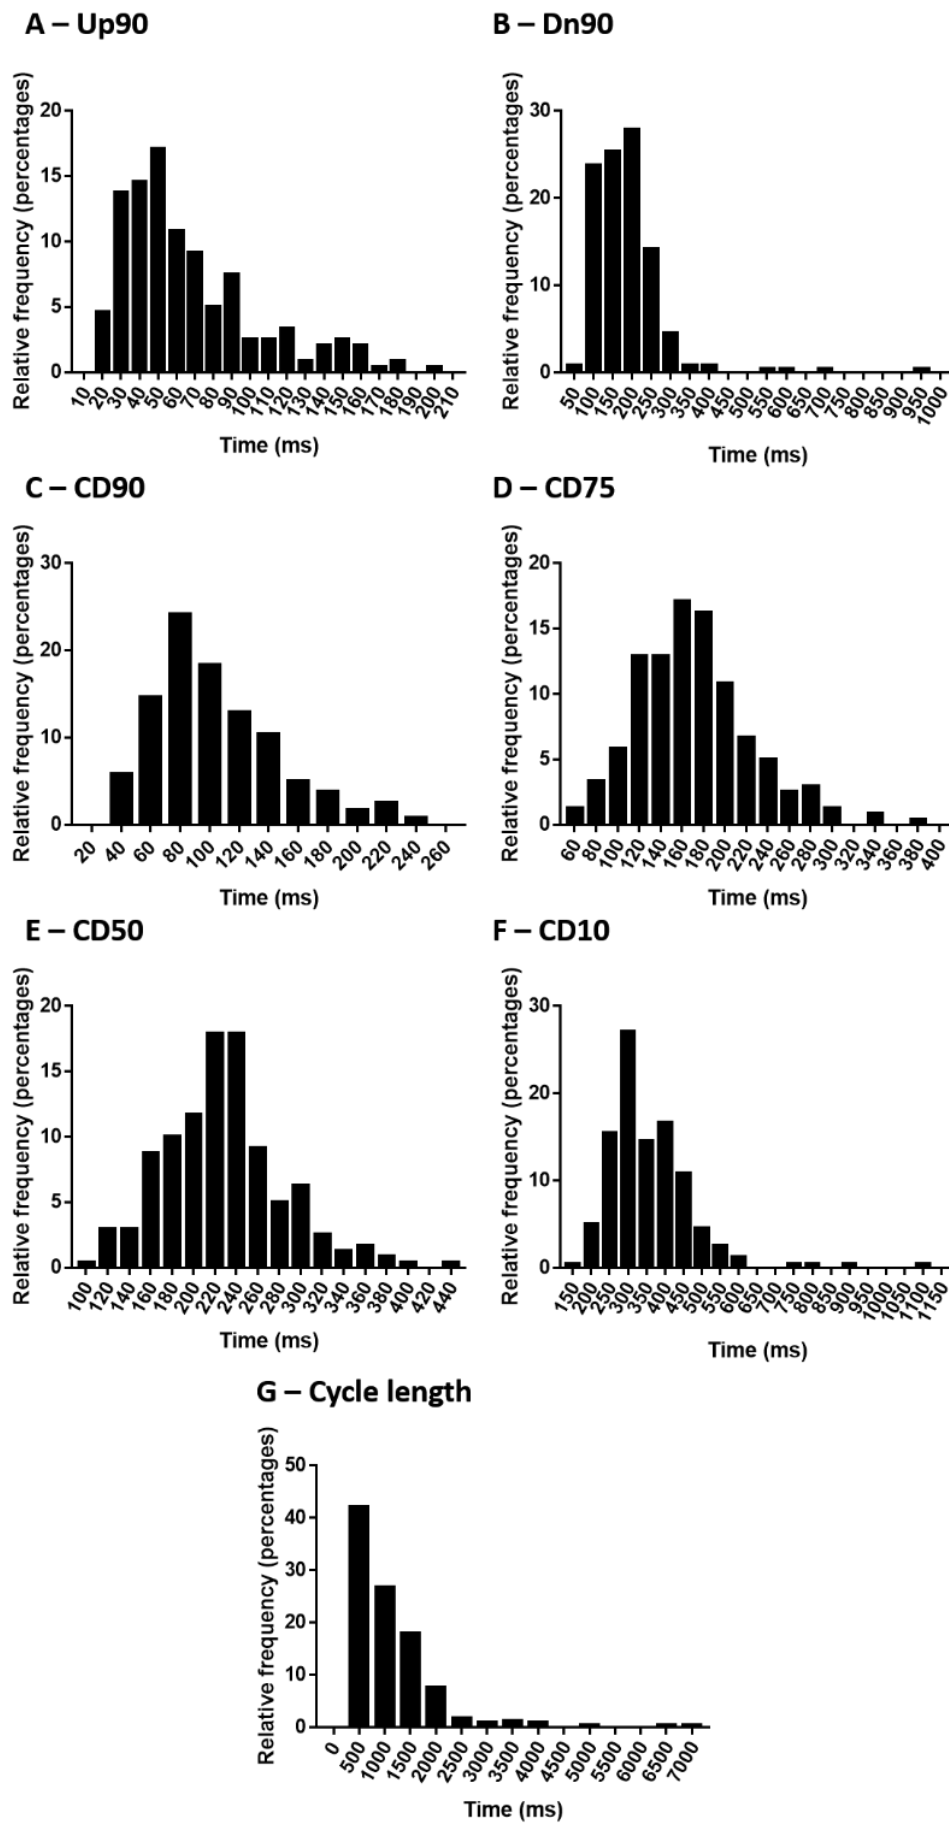 A – Up90
Relative frequency (percentages)
20
15
10
5
0
10 20 30 40 50 60 70 80 90 100 110 120 130 140 150 160 170 180 190 200 210
Time (ms)
B – Dn90
Relative frequency (percentages)
30
20
10
0
50 100 150 200 250 300 350 400 450 500 550 600 650 700 750 800 850 900 950 1000
Time (ms)
C – CD90
Relative frequency (percentages)
30
20
10
0
20 40 60 80 100 120 140 160 180 200 220 240 260
Time (ms)
D – CD75
Relative frequency (percentages)
20
15
10
5
0
60 80 100 120 140 160 180 200 220 240 260 280 300 320 340 360 380 400
Time (ms)
E – CD50
Relative frequency (percentages)
20
15
10
5
0
100 120 140 160 180 200 220 240 260 280 300 320 340 360 380 400 420 440
Time (ms)
F – CD10
Relative frequency (percentages)
30
20
10
0
150 200 250 300 350 400 450 500 550 600 650 700 750 800 850 900 950 1000 1050 1100 1150
Time (ms)
G – Cycle length
Relative frequency (percentages)
50
40
30
20
10
0
0 500 1000 1500 2000 2500 3000 3500 4000 4500 5000 5500 6000 6500 7000
Time (ms)